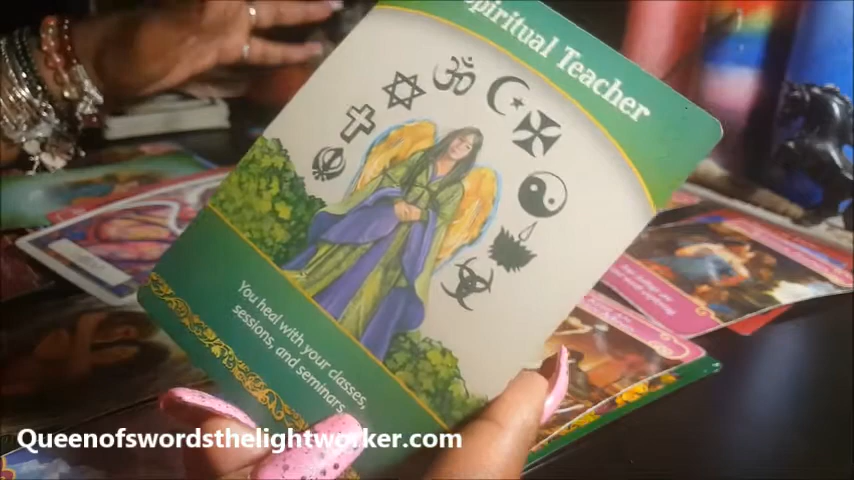 Spiritual Teacher
You heal with your classes,
sessions, and seminars.
Queenofswordsthelightworker.com